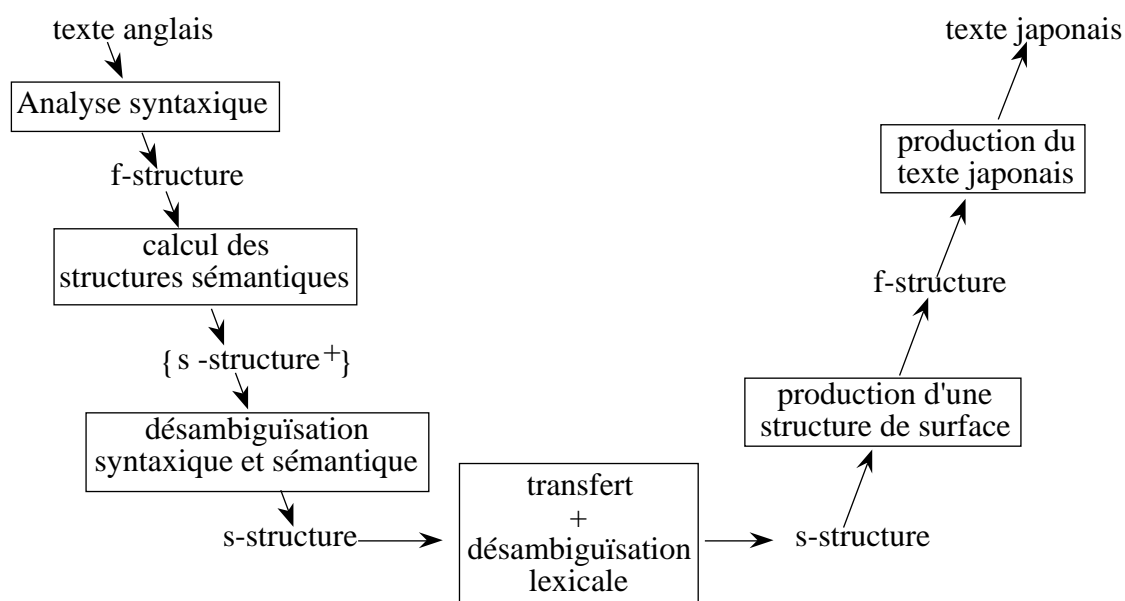 texte anglais
Analyse syntaxique
f-structure
calcul des
structures sémantiques
{s -structure+}
désambiguïsation
syntaxique et sémantique
s-structure
transfert
+
désambiguïsation
lexicale
s-structure
production d'une
structure de surface
f-structure
production du
texte japonais
texte japonais